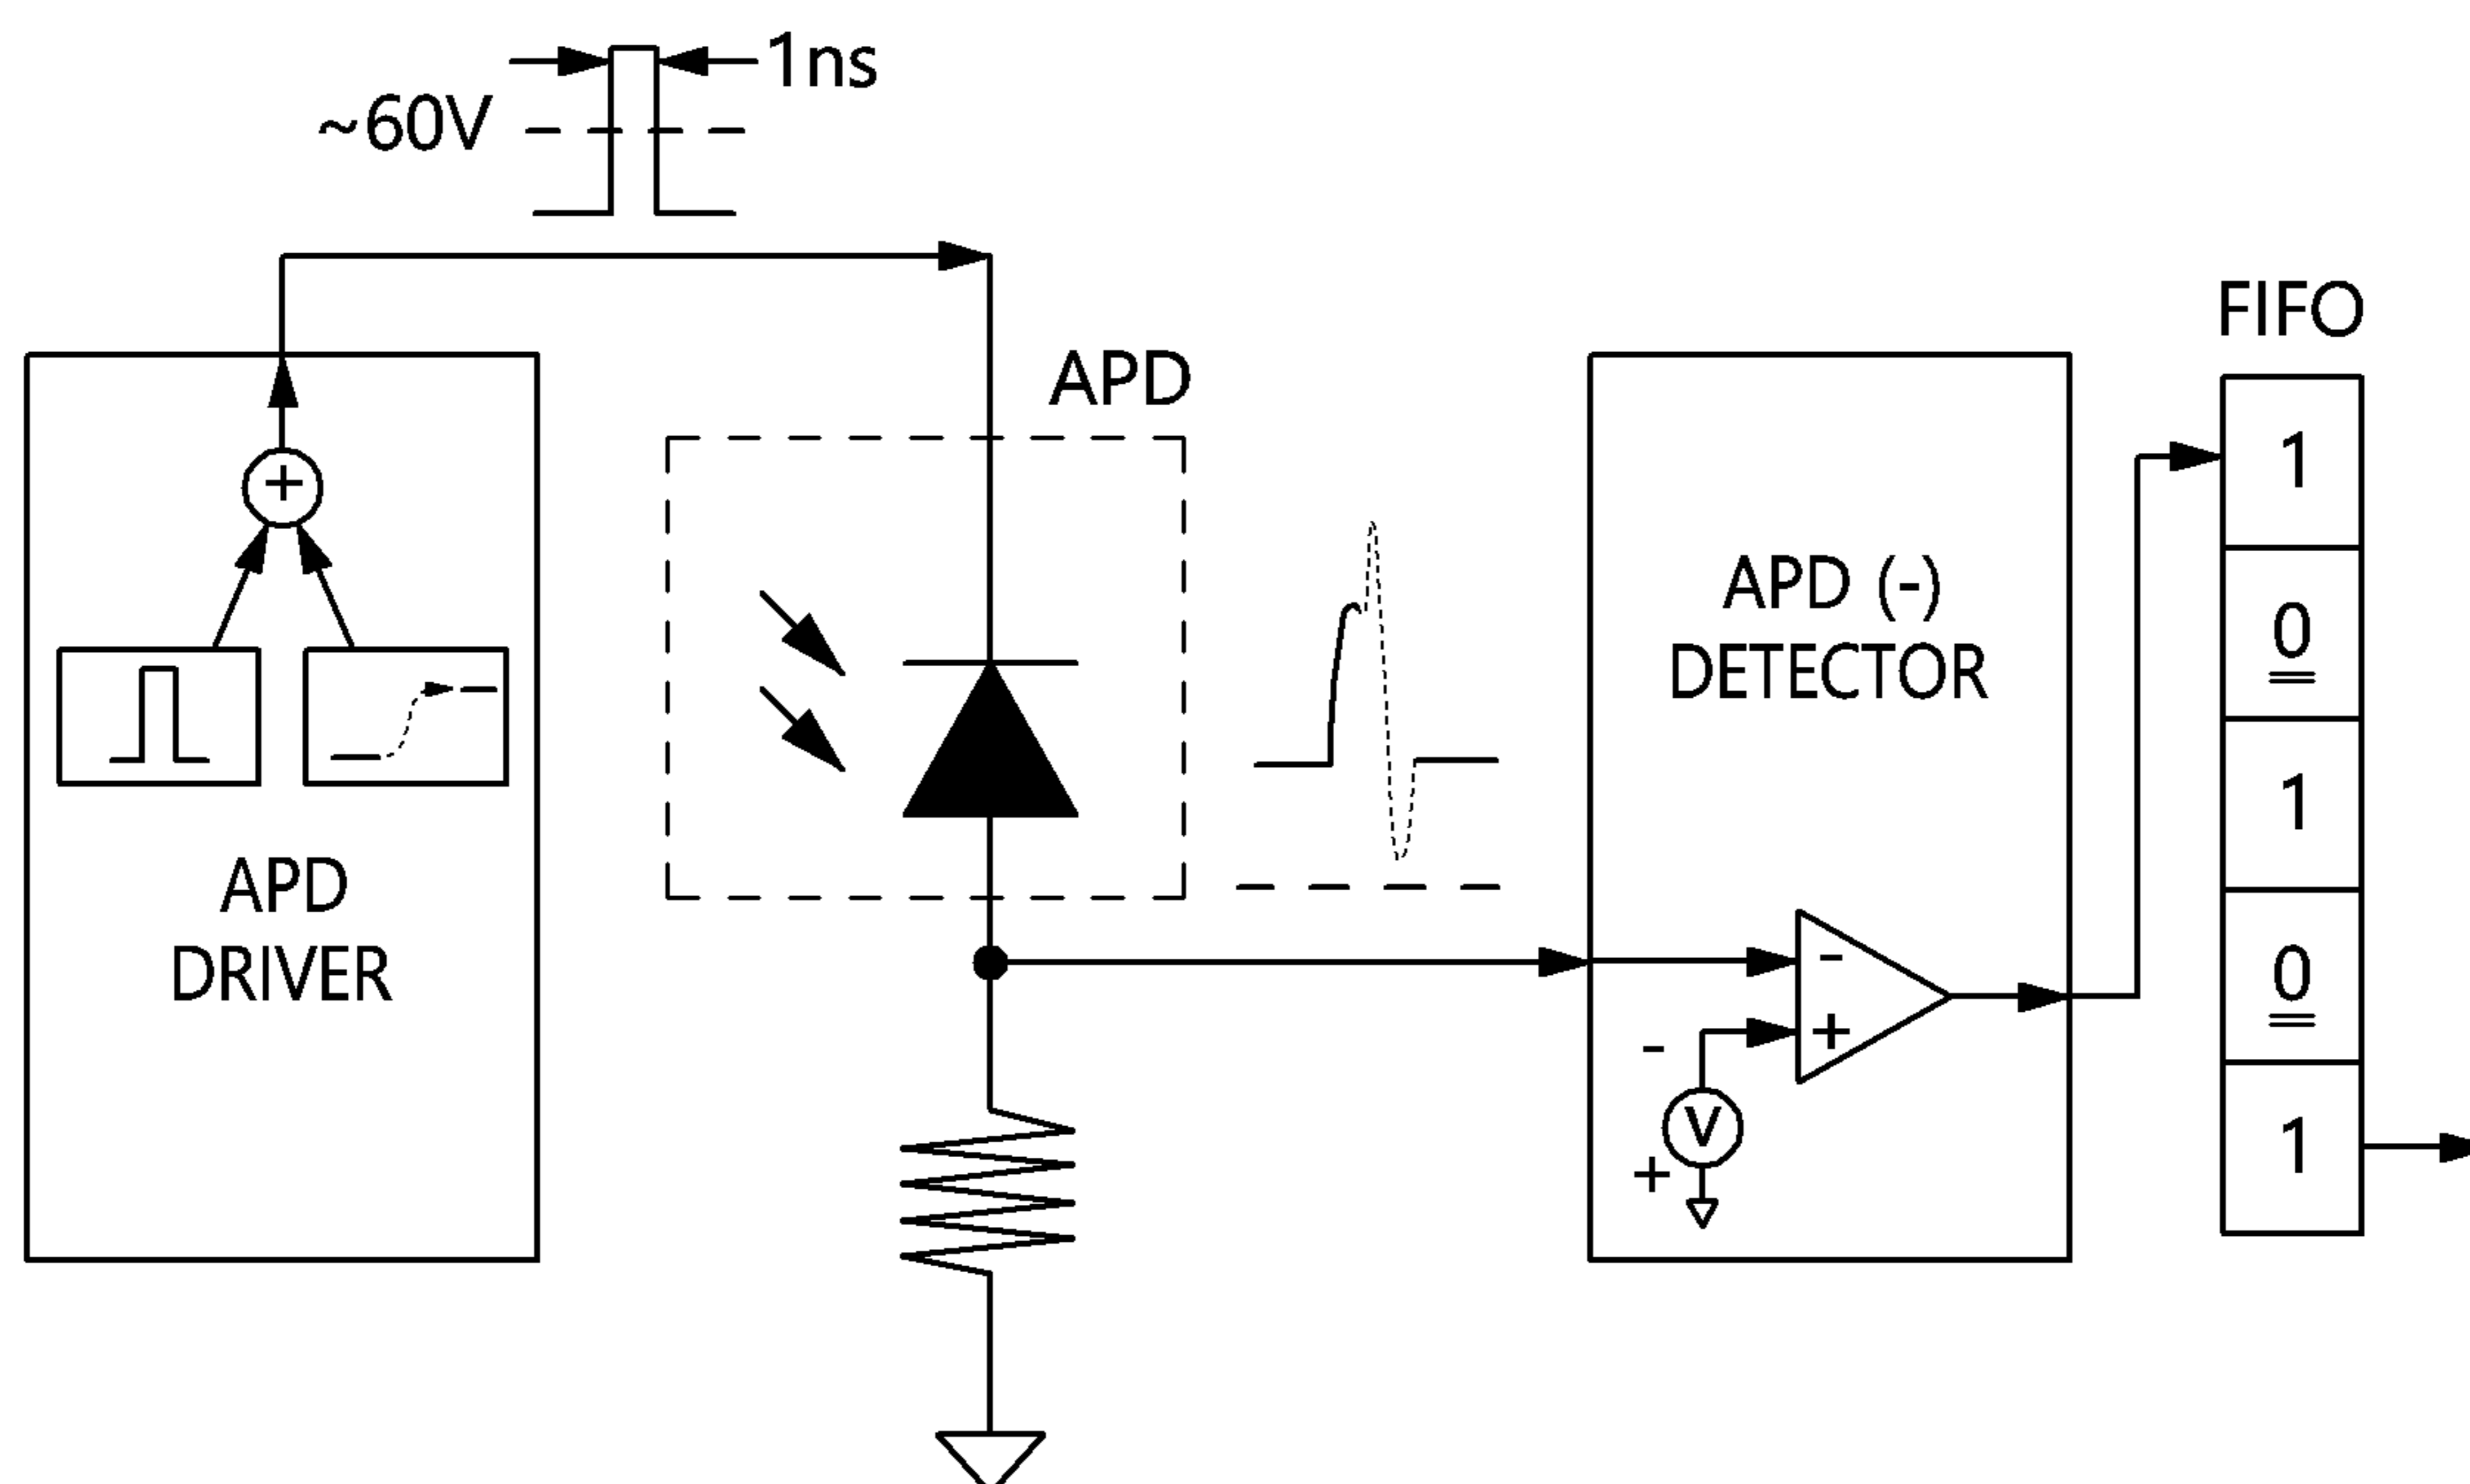 1ns
~60V
APD
+
APD
DRIVER
APD (-)
DETECTOR
-
+
-
V
+
FIFO
1
0
1
0
1